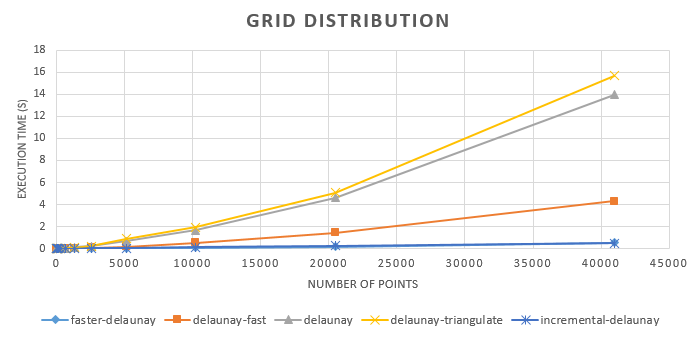 GRID DISTRIBUTION
18
16
14
12
10
8
6
4
2
0
EXECUTION TIME (S)
0 5000 10000 15000 20000 25000 30000 35000 40000 45000
NUMBER OF POINTS
faster-delaunay delaunay-fast delaunay delaunay-triangulate incremental-delaunay